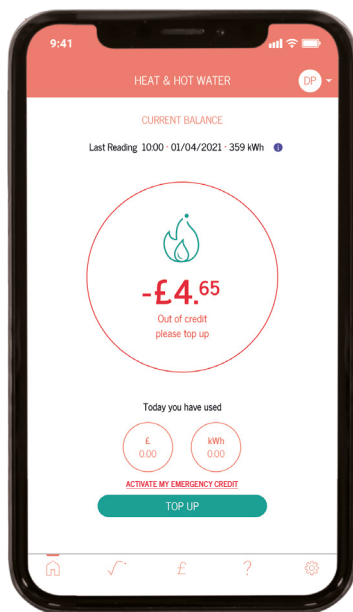 9:41
HEAT & HOT WATER
DP
CURRENT BALANCE
Last Reading 10:00 · 01/04/2021 · 359 kWh
-£4.65
Out of credit
please top up
Today you have used
£ kWh
0.00 0.00
ACTIVATE MY EMERGENCY CREDIT
TOP UP
£ ?